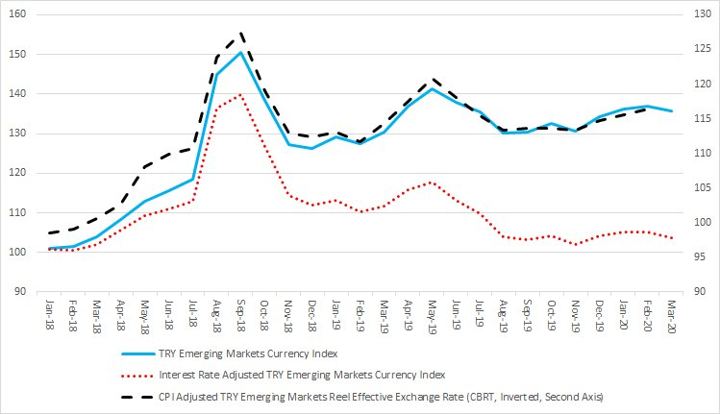 160
150
140
130
120
110
100
90
130
125
120
115
110
105
100
95
90
Jan-18
Feb-18
Mar-18
Apr-18
May-18
Jun-18
Jul-18
Aug-18
Sep-18
Oct-18
Nov-18
Dec-18
Jan-19
Feb-19
Mar-19
Apr-19
May-19
Jun-19
Jul-19
Aug-19
Sep-19
Oct-19
Nov-19
Dec-19
Jan-20
Feb-20
Mar-20
TRY Emerging Markets Currency Index
Interest Rate Adjusted TRY Emerging Markets Currency Index
CPI Adjusted TRY Emerging Markets Reel Effective Exchange Rate (CBRT, Inverted, Second Axis)